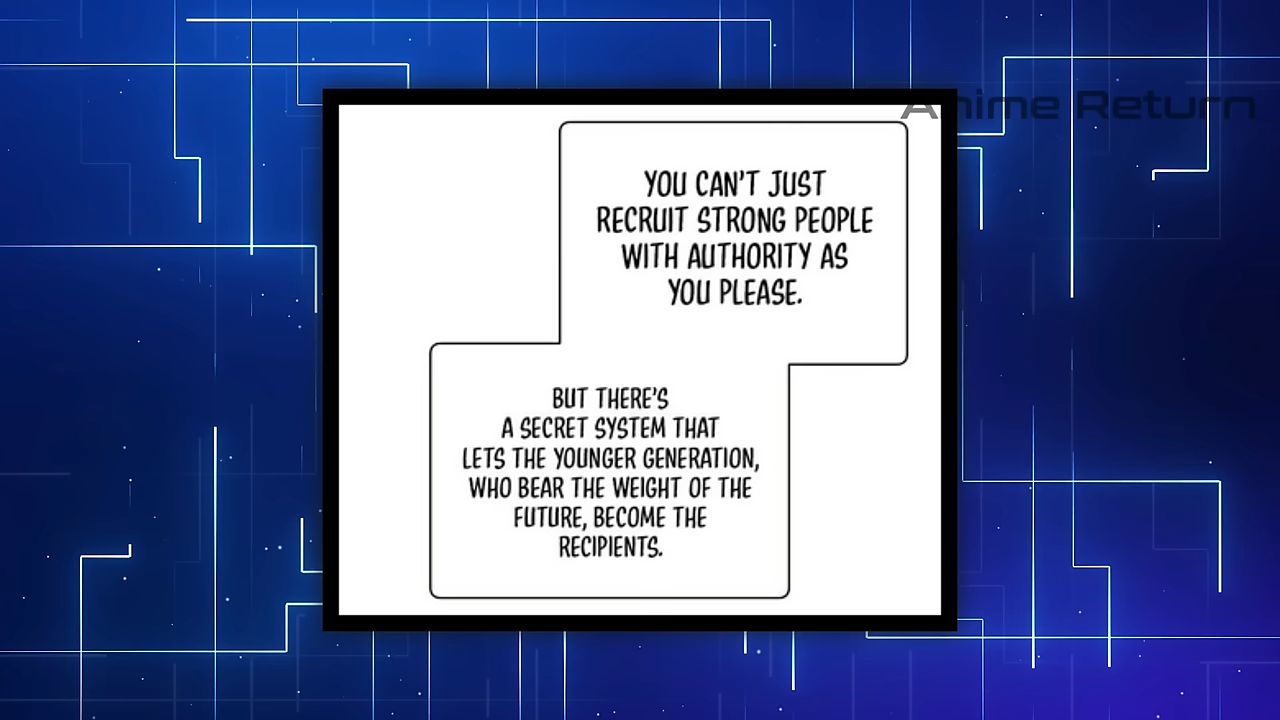 Anime Return
YOU CAN'T JUST
RECRUIT STRONG PEOPLE
WITH AUTHORITY AS
YOU PLEASE.
BUT THERE'S
A SECRET SYSTEM THAT
LETS THE YOUNGER GENERATION,
WHO BEAR THE WEIGHT OF THE
FUTURE, BECOME THE
RECIPIENTS.